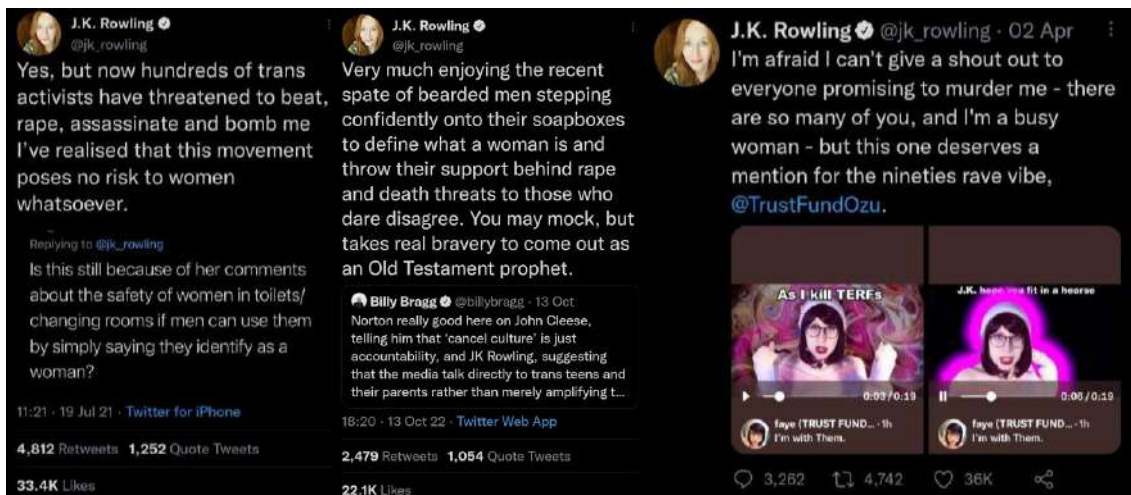 J.K. Rowling
@jk_rowling
Yes, but now hundreds of trans
activists have threatened to beat,
rape, assassinate and bomb me
I've realised that this movement
poses no risk to women
whatsoever.
Replying to @jk_rowling
Is this still because of her comments
about the safety of women in toilets/
changing rooms if men can use them
by simply saying they identify as a
woman?
11:21 · 19 Jul 21 · Twitter for iPhone
4,812 Retweets 1,252 Quote Tweets
33.4K Likes
J.K. Rowling
@jk_rowling
Very much enjoying the recent
spate of bearded men stepping
confidently onto their soapboxes
to define what a woman is and
throw their support behind rape
and death threats to those who
dare disagree. You may mock, but
takes real bravery to come out as
an Old Testament prophet.
Billy Bragg @billybragg · 13 Oct
Norton really good here on John Cleese,
telling him that 'cancel culture' is just
accountability, and JK Rowling, suggesting
that the media talk directly to trans teens and
their parents rather than merely amplifying t...
18:20 · 13 Oct 22 · Twitter Web App
2,479 Retweets 1,054 Quote Tweets
22.1K Likes
J.K. Rowling @jk_rowling · 02 Apr
I'm afraid I can't give a shout out to
everyone promising to murder me - there
are so many of you, and I'm a busy
woman - but this one deserves a
mention for the nineties rave vibe,
@TrustFundOzu.
As I kill TERFs
0:03/0:19
faye (TRUST FUND... · 1h
I'm with Them.
J.K. hope you fit in a hearse
0:06/0:19
faye (TRUST FUND... · 1h
I'm with Them.
3,262 4,742 36K